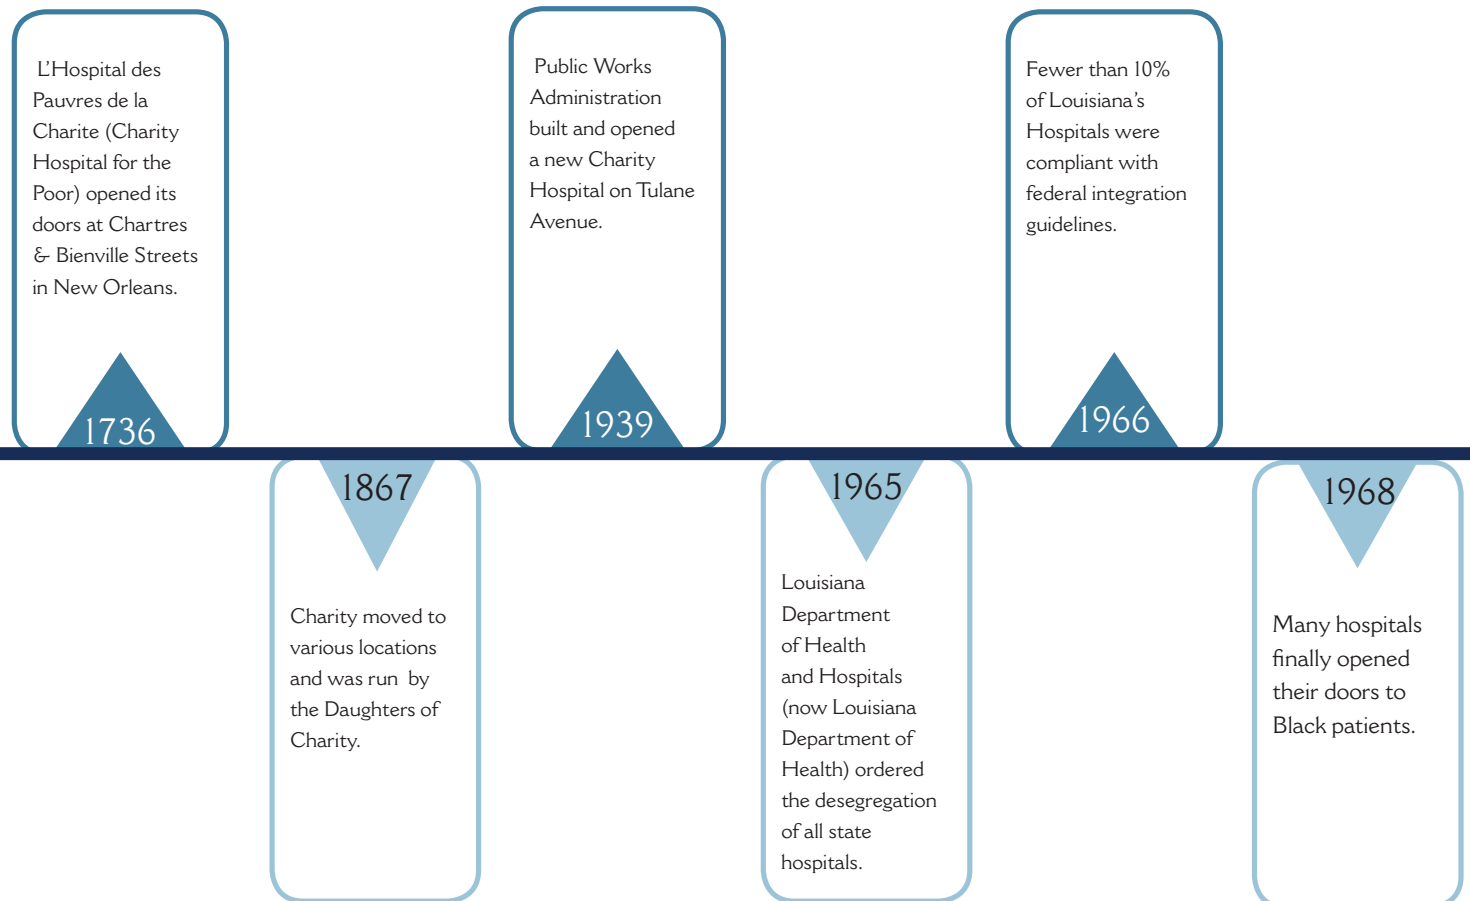 L'Hospital des
Pauvres de la
Charite (Charity
Hospital for the
Poor) opened its
doors at Chartres
& Bienville Streets
in New Orleans.
1736
1867
Charity moved to
various locations
and was run by
the Daughters of
Charity.
Public Works
Administration
built and opened
a new Charity
Hospital on Tulane
Avenue.
1939
1965
Louisiana
Department
of Health
and Hospitals
(now Louisiana
Department of
Health) ordered
the desegregation
of all state
hospitals.
Fewer than 10%
of Louisiana's
Hospitals were
compliant with
federal integration
guidelines.
1966
1968
Many hospitals
finally opened
their doors to
Black patients.